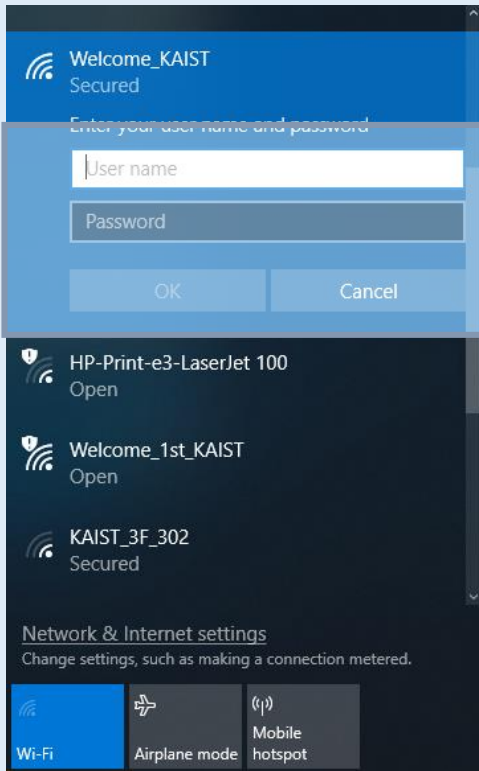 Welcome_KAIST
Secured
Enter your user name and password
User name
Password
OK
Cancel
HP-Print-e3-LaserJet 100
Open
Welcome_1st_KAIST
Open
KAIST_3F_302
Secured
Network & Internet settings
Change settings, such as making a connection metered.
Wi-Fi
Airplane mode
Mobile
hotspot